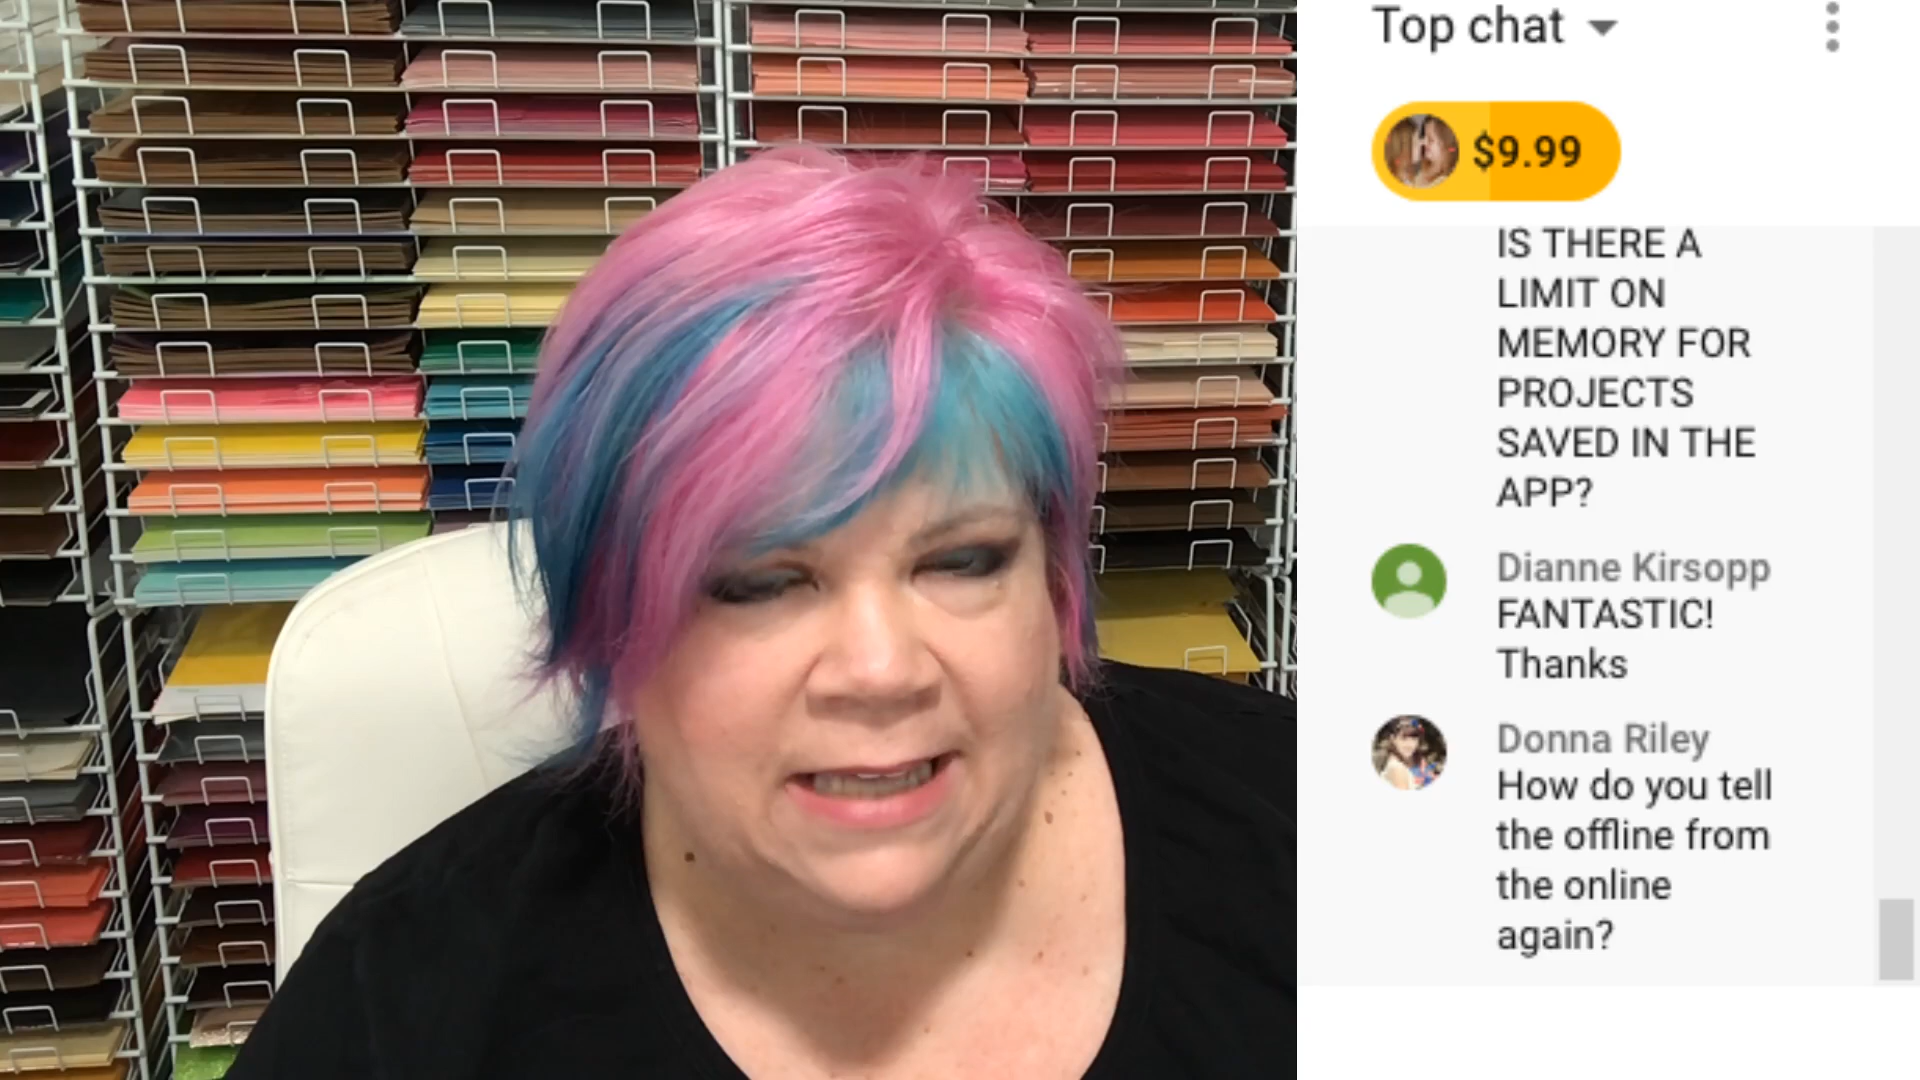 Top chat
$9.99
IS THERE A
LIMIT ON
MEMORY FOR
PROJECTS
SAVED IN THE
APP?
Dianne Kirsopp
FANTASTIC!
Thanks
Donna Riley
How do you tell
the offline from
the online
again?